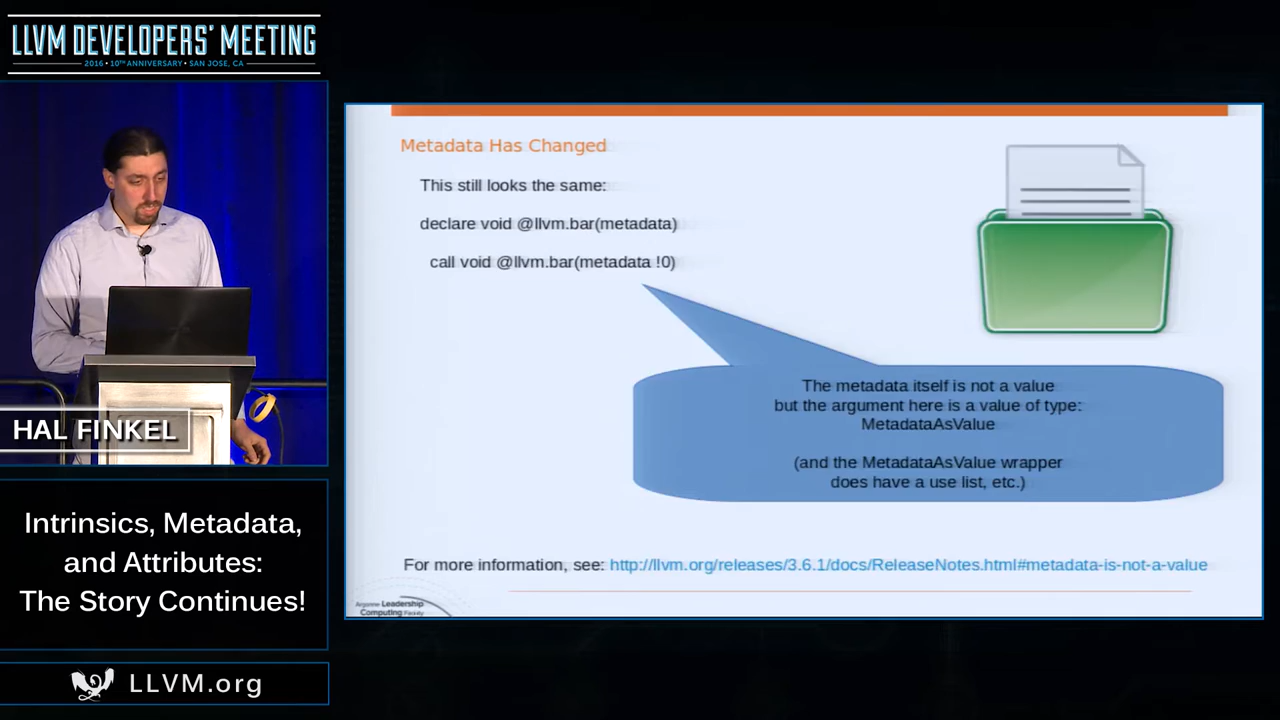 LLVM DEVELOPERS' MEETING
2016 • 10TH ANNIVERSARY • SAN JOSE, CA
HAL FINKEL
Intrinsics, Metadata,
and Attributes:
The Story Continues!
LLVM.org
Metadata Has Changed
This still looks the same:
declare void @llvm.bar(metadata)
call void @llvm.bar(metadata !0)
The metadata itself is not a value
but the argument here is a value of type:
MetadataAsValue
(and the MetadataAsValue wrapper
does have a use list, etc.)
For more information, see: http://llvm.org/releases/3.6.1/docs/ReleaseNotes.html#metadata-is-not-a-value
Argonne Leadership
Computing Facility